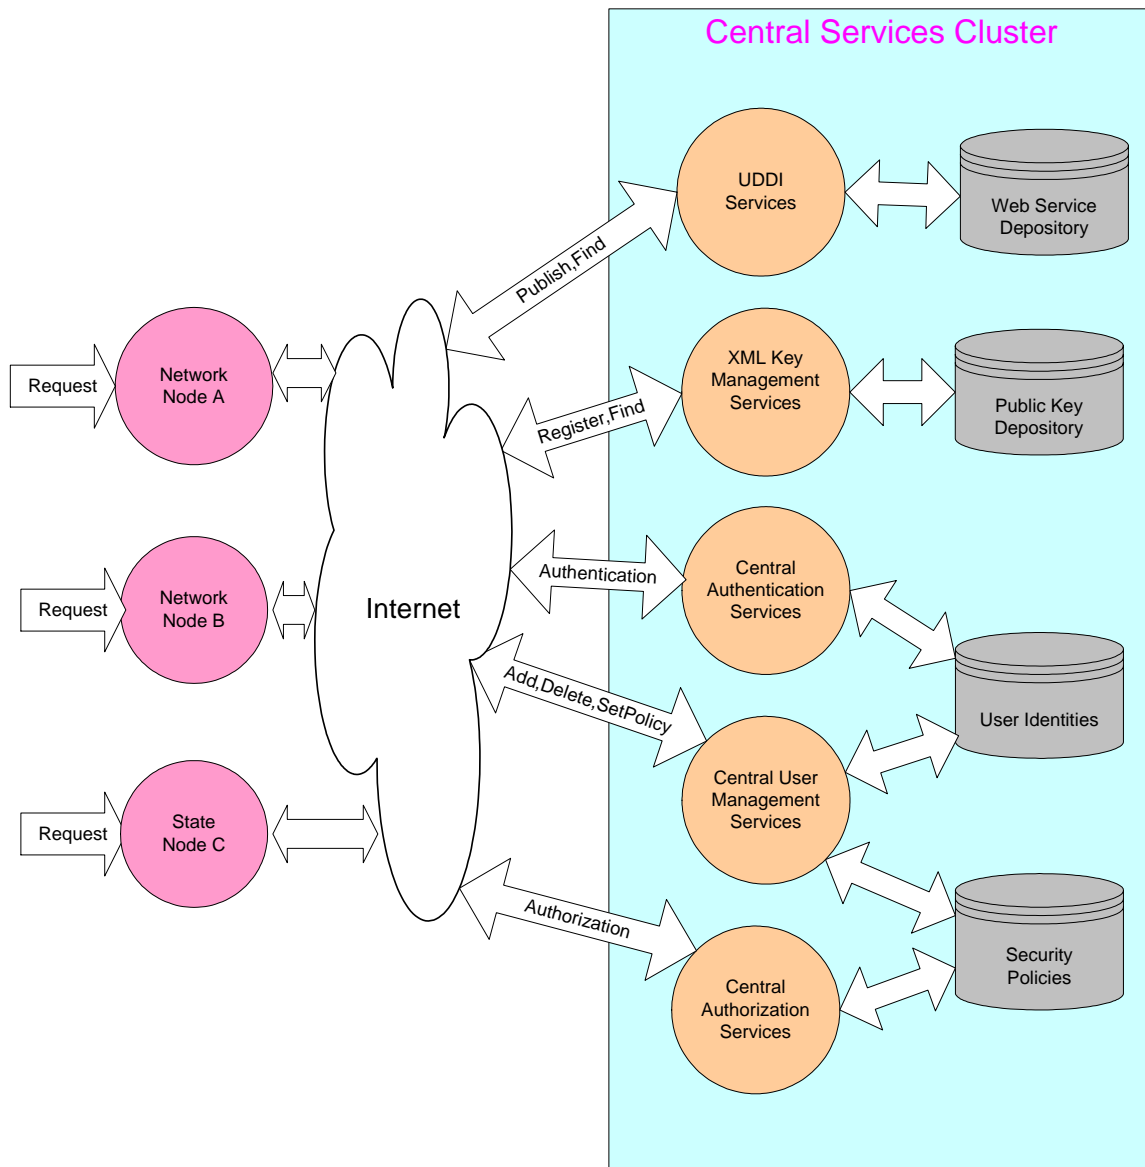 Central Services Cluster
UDDI
Services
Web Service
Depository
Publish,Find
Request
Network
Node A
XML Key
Management
Services
Public Key
Depository
Register,Find
Request
Network
Node B
Internet
Authentication
Central
Authentication
Services
User Identities
Add,Delete,SetPolicy
Central User
Management
Services
Request
State
Node C
Authorization
Central
Authorization
Services
Security
Policies